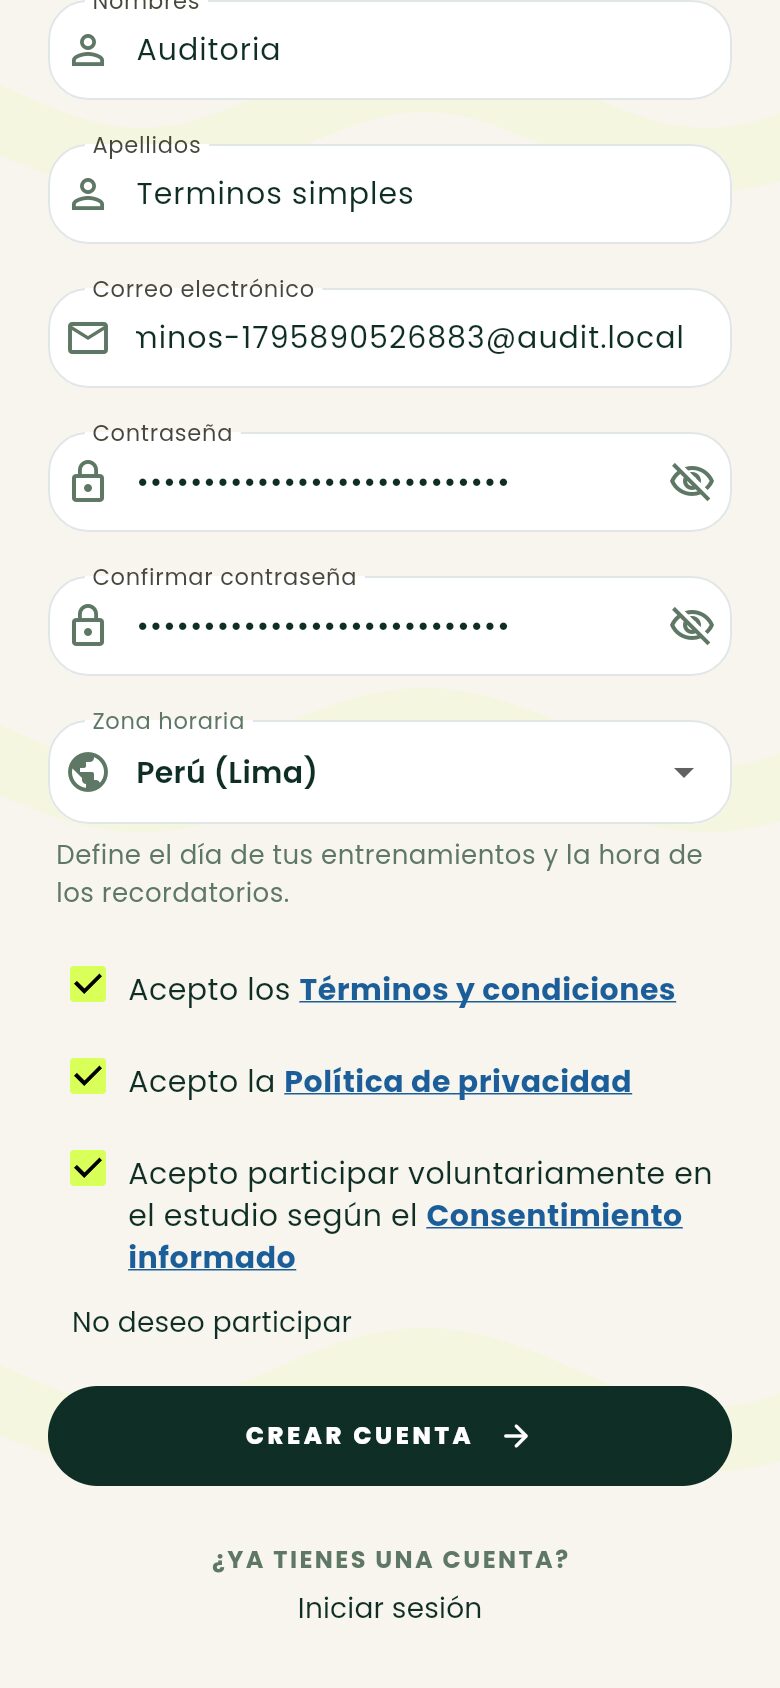 Nombres
Auditoria
Apellidos
Terminos simples
Correo electrónico
minos-1795890526883@audit.local
Contraseña
••••••••••••••••••••••••••••
Confirmar contraseña
••••••••••••••••••••••••••••
Zona horaria
Perú (Lima)
Define el día de tus entrenamientos y la hora de
los recordatorios.
Acepto los Términos y condiciones
Acepto la Política de privacidad
Acepto participar voluntariamente en
el estudio según el Consentimiento
informado
No deseo participar
CREAR CUENTA
¿YA TIENES UNA CUENTA?
Iniciar sesión